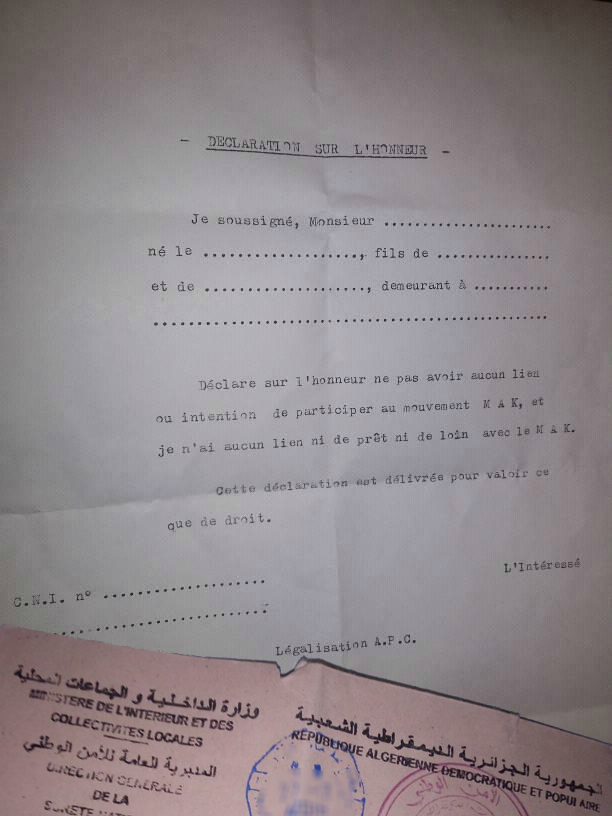 - DECLARATION SUR L'HONNEUR -
Je soussigné, Monsieur ......................
né le ...................., fils de ...............
et de ....................., demeurant à ..........
....................................................
Déclare sur l'honneur ne pas avoir aucun lien
ou intention de participer au mouvement M A K, et
je n'ai aucun lien ni de prêt ni de loin avec le M A K.
Cette déclaration est délivrée pour valoir ce
que de droit.
L'Intéressé
C.N.I. n° .....................
...........................
Légalisation A.P.C.
وزارة الداخلية و الجماعات المحلية
MINISTERE DE L'INTERIEUR ET DES
COLLECTIVITES LOCALES
المديرية العامة للأمن الوطني
DIRECTION GENERALE
DE LA
SURETE
الجمهورية الجزائرية الديمقراطية الشعبية
REPUBLIQUE ALGERIENNE DEMOCRATIQUE ET POPULAIRE
الأمن الوطني